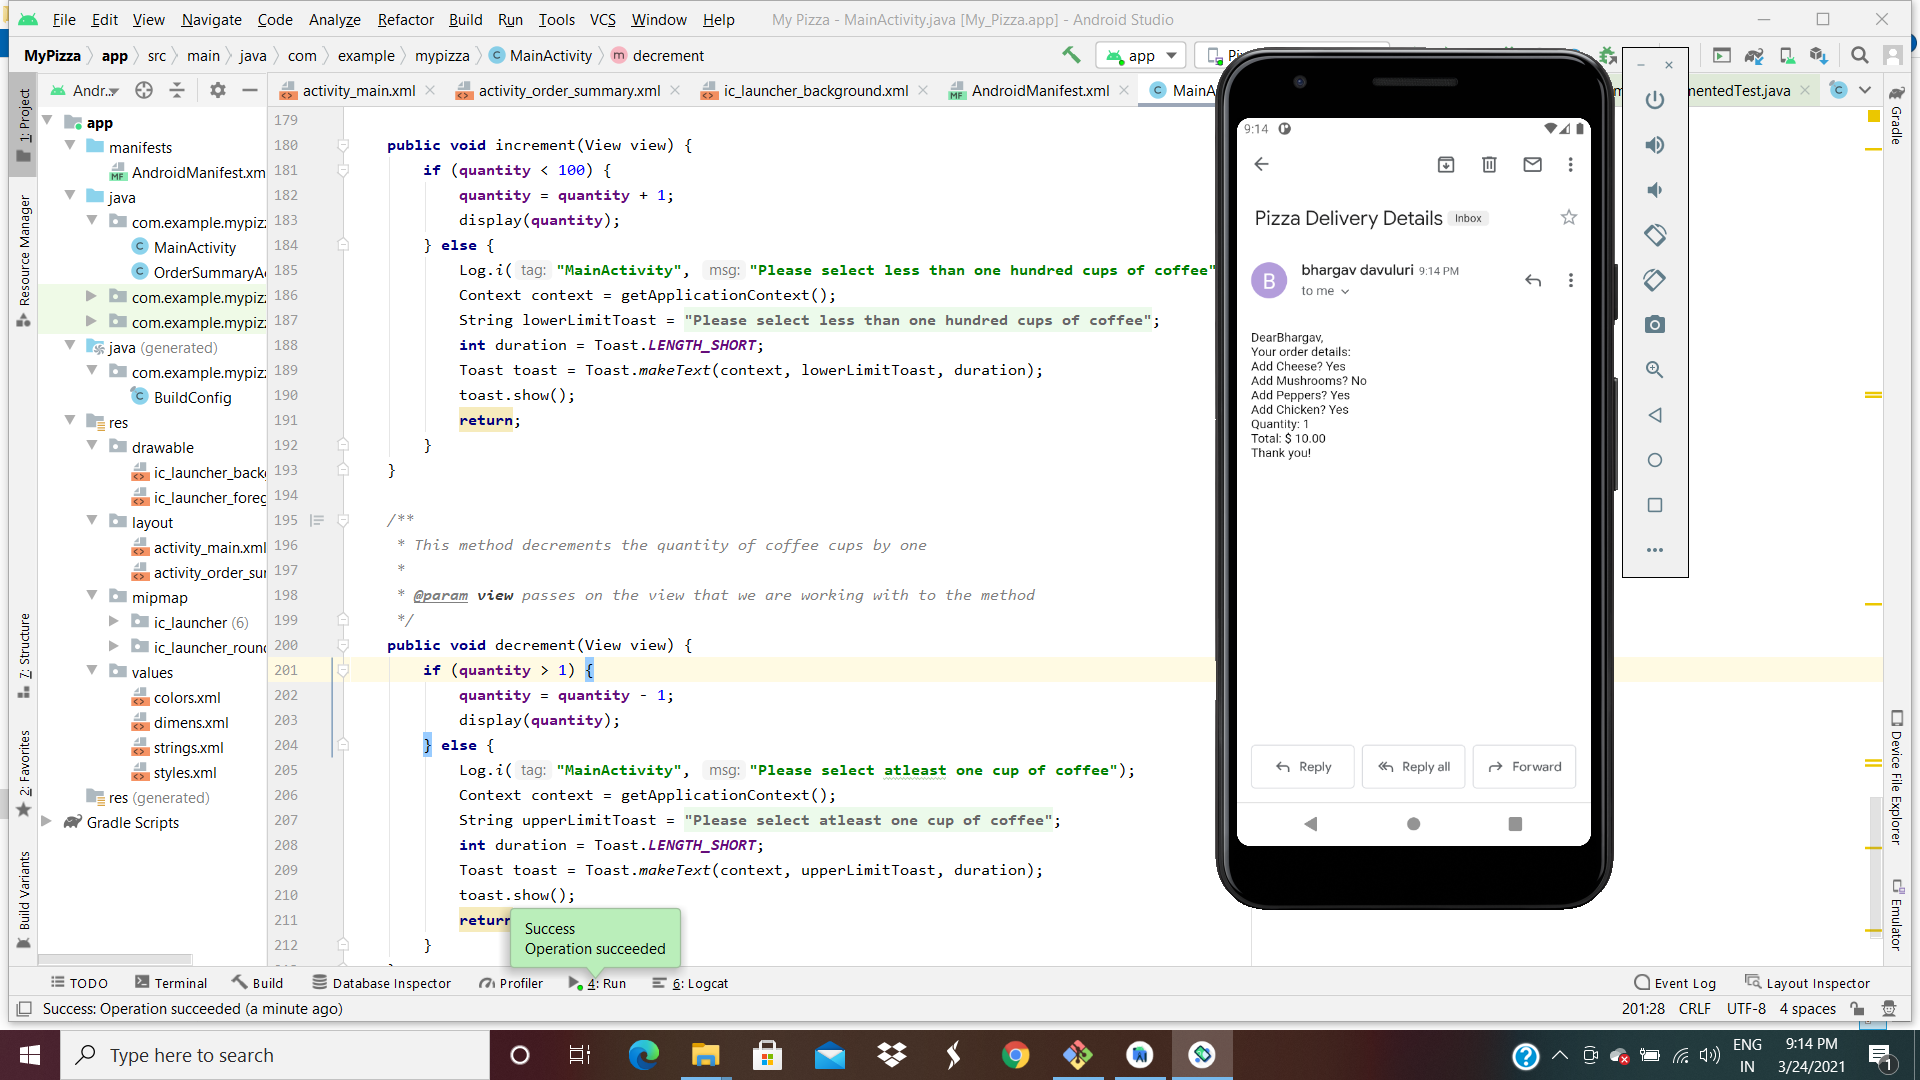 File Edit View Navigate Code Analyze Refactor Build Run Tools VCS Window Help My Pizza - MainActivity.java [My_Pizza.app] - Android Studio
MyPizza app src main java com example mypizza MainActivity decrement app
1: Project
Resource Manager
7: Structure
2: Favorites
Build Variants
Andr...
app
manifests
AndroidManifest.xm
java
com.example.mypizz
MainActivity
OrderSummaryAc
com.example.mypizz
com.example.mypizz
java (generated)
com.example.mypizz
BuildConfig
res
drawable
ic_launcher_back
ic_launcher_foreg
layout
activity_main.xml
activity_order_sur
mipmap
ic_launcher (6)
ic_launcher_roun
values
colors.xml
dimens.xml
strings.xml
styles.xml
res (generated)
Gradle Scripts
activity_main.xml activity_order_summary.xml ic_launcher_background.xml AndroidManifest.xml MainA mentedTest.java
179
180 public void increment(View view) {
181 if (quantity < 100) {
182 quantity = quantity + 1;
183 display(quantity);
184 } else {
185 Log.i( tag: "MainActivity", msg: "Please select less than one hundred cups of coffee"
186 Context context = getApplicationContext();
187 String lowerLimitToast = "Please select less than one hundred cups of coffee";
188 int duration = Toast.LENGTH_SHORT;
189 Toast toast = Toast.makeText(context, lowerLimitToast, duration);
190 toast.show();
191 return;
192 }
193 }
194
195 /**
196 * This method decrements the quantity of coffee cups by one
197 *
198 * @param view passes on the view that we are working with to the method
199 */
200 public void decrement(View view) {
201 if (quantity > 1) {
202 quantity = quantity - 1;
203 display(quantity);
204 } else {
205 Log.i( tag: "MainActivity", msg: "Please select atleast one cup of coffee");
206 Context context = getApplicationContext();
207 String upperLimitToast = "Please select atleast one cup of coffee";
208 int duration = Toast.LENGTH_SHORT;
209 Toast toast = Toast.makeText(context, upperLimitToast, duration);
210 toast.show();
211 return
212 }
Success
Operation succeeded
9:14
Pizza Delivery Details Inbox
B bhargav davuluri 9:14 PM
to me
DearBhargav,
Your order details:
Add Cheese? Yes
Add Mushrooms? No
Add Peppers? Yes
Add Chicken? Yes
Quantity: 1
Total: $ 10.00
Thank you!
Reply Reply all Forward
Gradle
Device File Explorer
Emulator
TODO Terminal Build Database Inspector Profiler 4: Run 6: Logcat Event Log Layout Inspector
Success: Operation succeeded (a minute ago) 201:28 CRLF UTF-8 4 spaces
Type here to search
ENG
IN
9:14 PM
3/24/2021
1